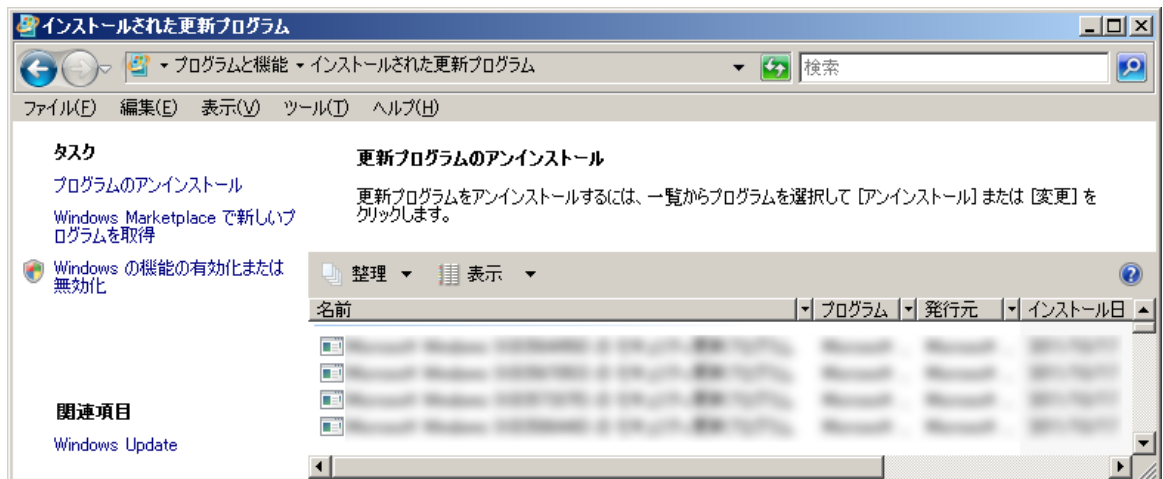 インストールされた更新プログラム
プログラムと機能 インストールされた更新プログラム 検索
ファイル(F) 編集(E) 表示(V) ツール(T) ヘルプ(H)
タスク
プログラムのアンインストール
Windows Marketplace で新しいプ
ログラムを取得
Windows の機能の有効化または
無効化
関連項目
Windows Update
更新プログラムのアンインストール
更新プログラムをアンインストールするには、一覧からプログラムを選択して [アンインストール] または [変更] を
クリックします。
整理 表示
名前 プログラム 発行元 インストール日